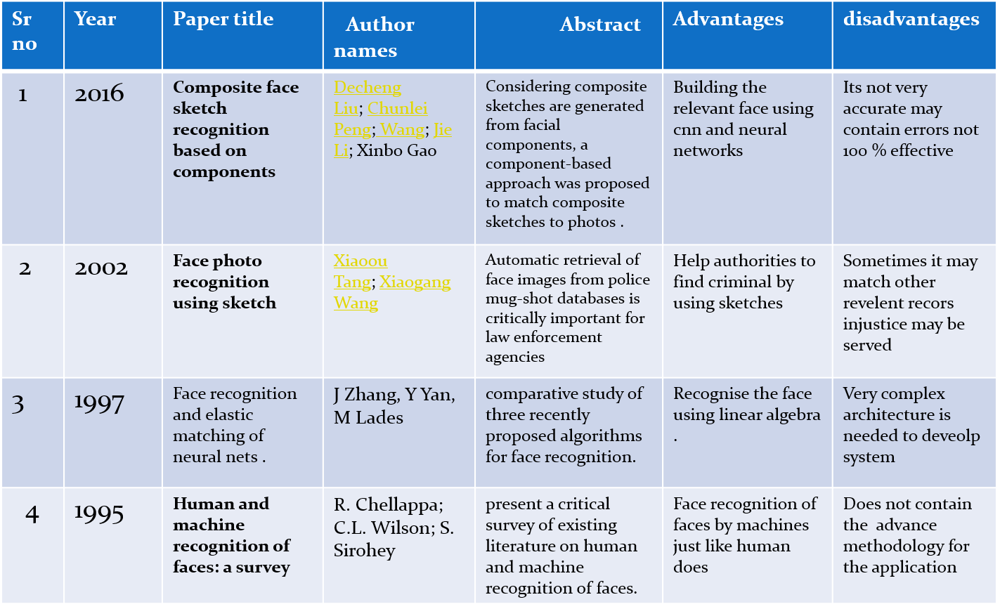 Sr
no
Year
Paper title
Author
names
Abstract
Advantages
disadvantages
1
2016
Composite face
sketch
recognition
based on
components
Decheng
Liu; Chunlei
Peng; Wang; Jie
Li; Xinbo Gao
Considering composite
sketches are generated
from facial
components, a
component-based
approach was proposed
to match composite
sketches to photos .
Building the
relevant face using
cnn and neural
networks
Its not very
accurate may
contain errors not
100 % effective
2
2002
Face photo
recognition
using sketch
Xiaoou
Tang; Xiaogang
Wang
Automatic retrieval of
face images from police
mug-shot databases is
critically important for
law enforcement
agencies
Help authorities to
find criminal by
using sketches
Sometimes it may
match other
revelent recors
injustice may be
served
3
1997
Face recognition
and elastic
matching of
neural nets .
J Zhang, Y Yan,
M Lades
comparative study of
three recently
proposed algorithms
for face recognition.
Recognise the face
using linear algebra
.
Very complex
architecture is
needed to deveolp
system
4
1995
Human and
machine
recognition of
faces: a survey
R. Chellappa;
C.L. Wilson; S.
Sirohey
present a critical
survey of existing
literature on human
and machine
recognition of faces.
Face recognition of
faces by machines
just like human
does
Does not contain
the advance
methodology for
the application